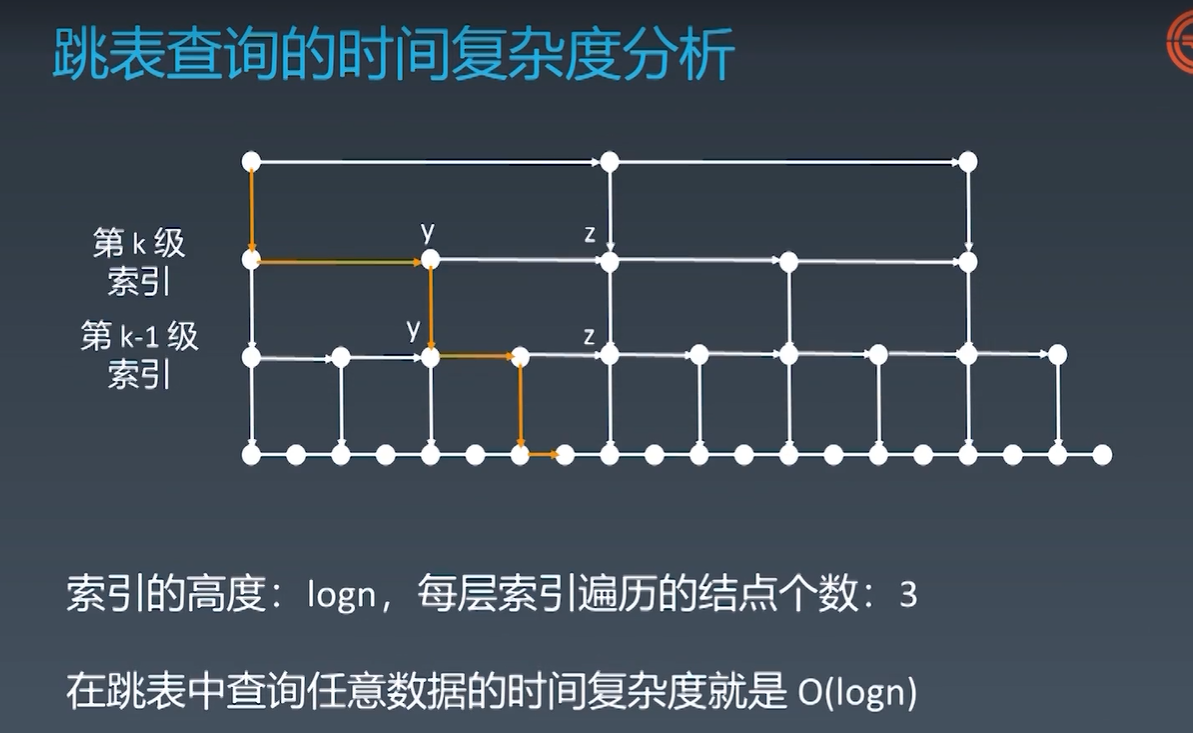 跳表查询的时间复杂度分析
y
z
第 k 级
索引
y
z
第 k-1 级
索引
索引的高度：logn，每层索引遍历的结点个数：3
在跳表中查询任意数据的时间复杂度就是 O(logn)